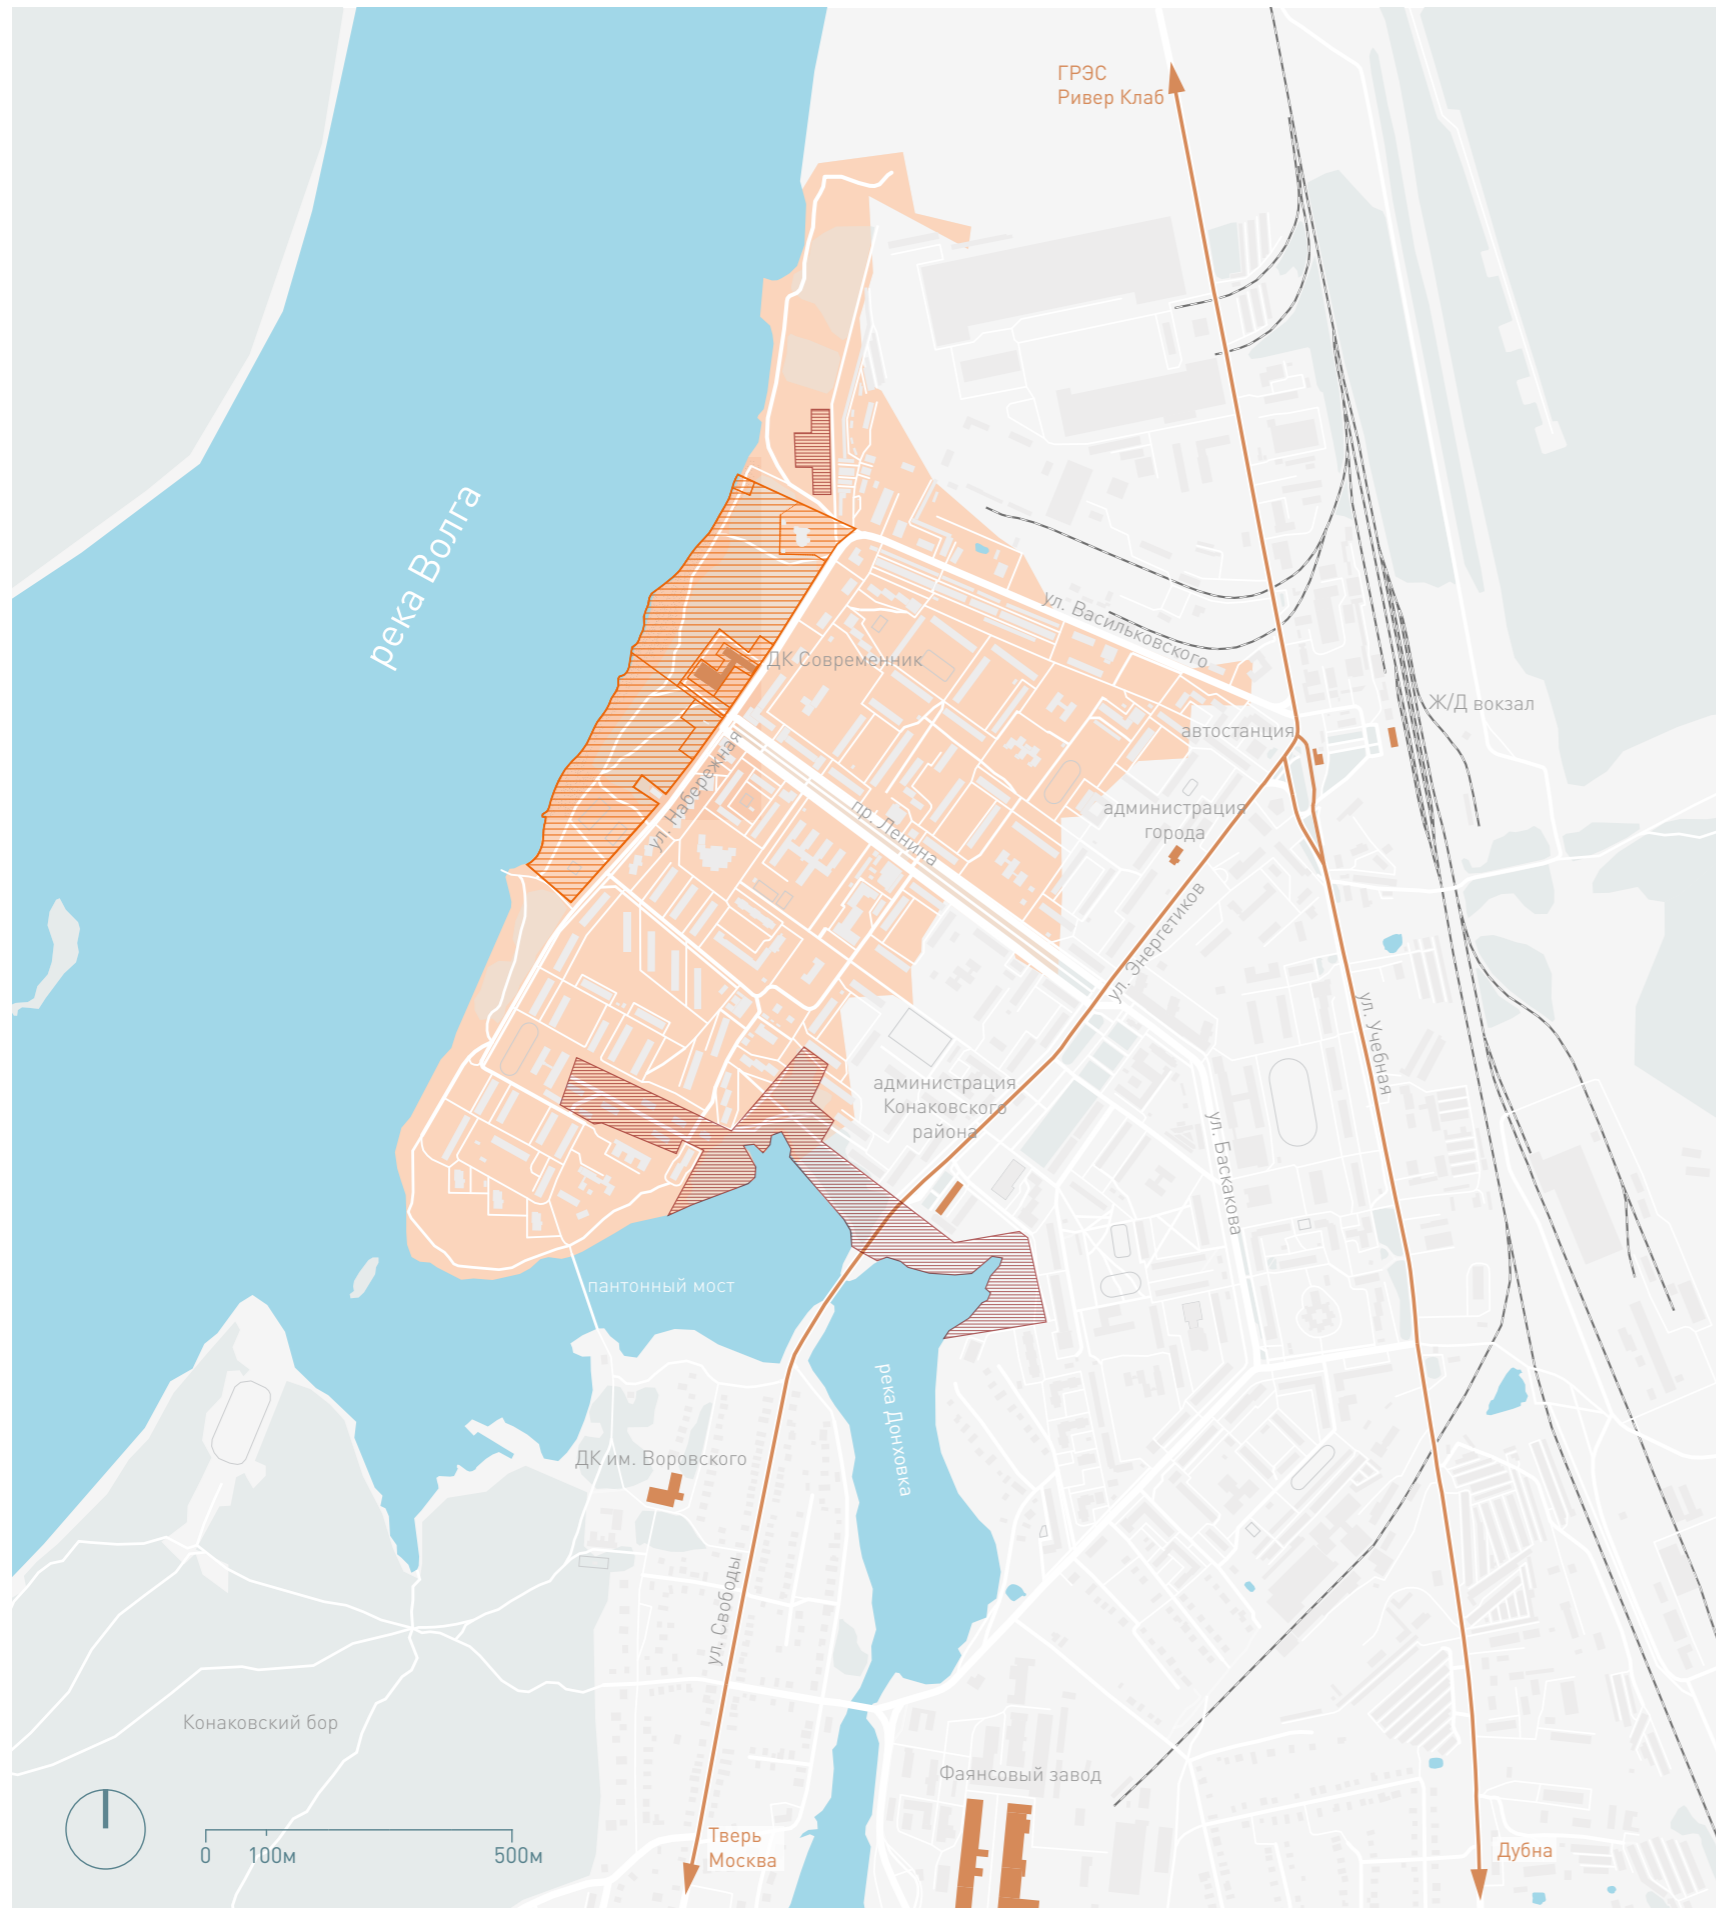 ГРЭС
Ривер Клаб
река Волга
ул. Васильковского
ДК Современник
Ж/Д вокзал
автостанция
ул. Набережная
пр. Ленина
администрация
города
ул. Энергетиков
ул. Учебная
администрация
Конаковского
района
ул. Баскакова
пантонный мост
река Донховка
ДК им. Воровского
ул. Свободы
Конаковский бор
Фаянсовый завод
Тверь
Москва
Дубна
0 100м 500м